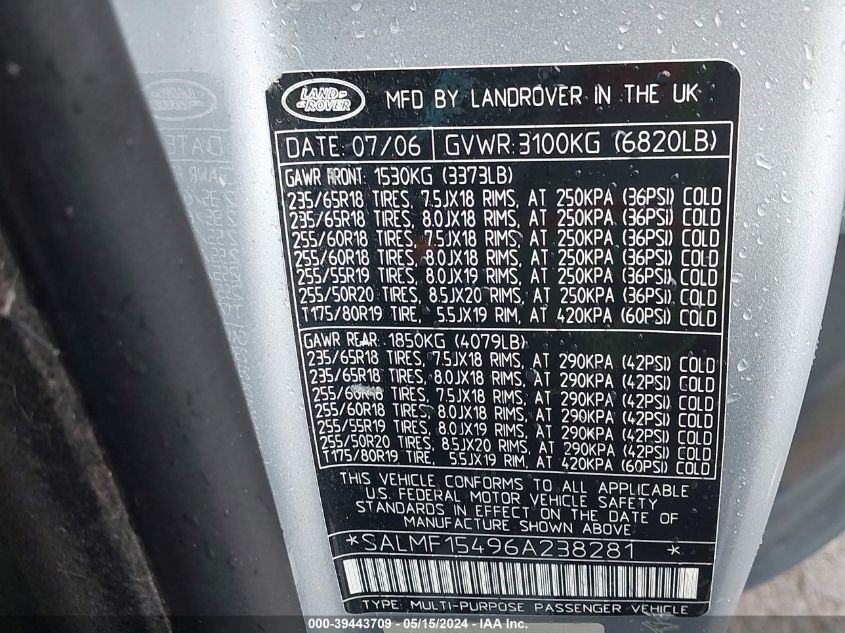 LAND-
ROVER
MFD BY LANDROVER IN THE UK
DATE: 07/06 GVWR: 3100KG (6820LB)
GAWR FRONT: 1530KG (3373LB)
235/65R18 TIRES, 7.5JX18 RIMS, AT 250KPA (36PSI) COLD
235/65R18 TIRES, 8.0JX18 RIMS, AT 250KPA (36PSI) COLD
255/60R18 TIRES, 7.5JX18 RIMS, AT 250KPA (36PSI) COLD
255/60R18 TIRES, 8.0JX18 RIMS, AT 250KPA (36PSI) COLD
255/55R19 TIRES, 8.0JX19 RIMS, AT 250KPA (36PSI) COLD
255/50R20 TIRES, 8.5JX20 RIMS, AT 250KPA (36PSI) COLD
T175/80R19 TIRE, 5.5JX19 RIM, AT 420KPA (60PSI) COLD
GAWR REAR: 1850KG (4079LB)
235/65R18 TIRES, 7.5JX18 RIMS, AT 290KPA (42PSI) COLD
235/65R18 TIRES, 8.0JX18 RIMS, AT 290KPA (42PSI) COLD
255/60R18 TIRES, 7.5JX18 RIMS, AT 290KPA (42PSI) COLD
255/60R18 TIRES, 8.0JX18 RIMS, AT 290KPA (42PSI) COLD
255/55R19 TIRES, 8.0JX19 RIMS, AT 290KPA (42PSI) COLD
255/50R20 TIRES, 8.5JX20 RIMS, AT 290KPA (42PSI) COLD
T175/80R19 TIRE, 5.5JX19 RIM, AT 420KPA (60PSI) COLD
THIS VEHICLE CONFORMS TO ALL APPLICABLE
U.S. FEDERAL MOTOR VEHICLE SAFETY
STANDARDS IN EFFECT ON THE DATE OF
MANUFACTURE SHOWN ABOVE
*SALMF15496A238281 *
TYPE: MULTI-PURPOSE PASSENGER VEHICLE
000-39443709 - 05/15/2024 - IAA Inc.